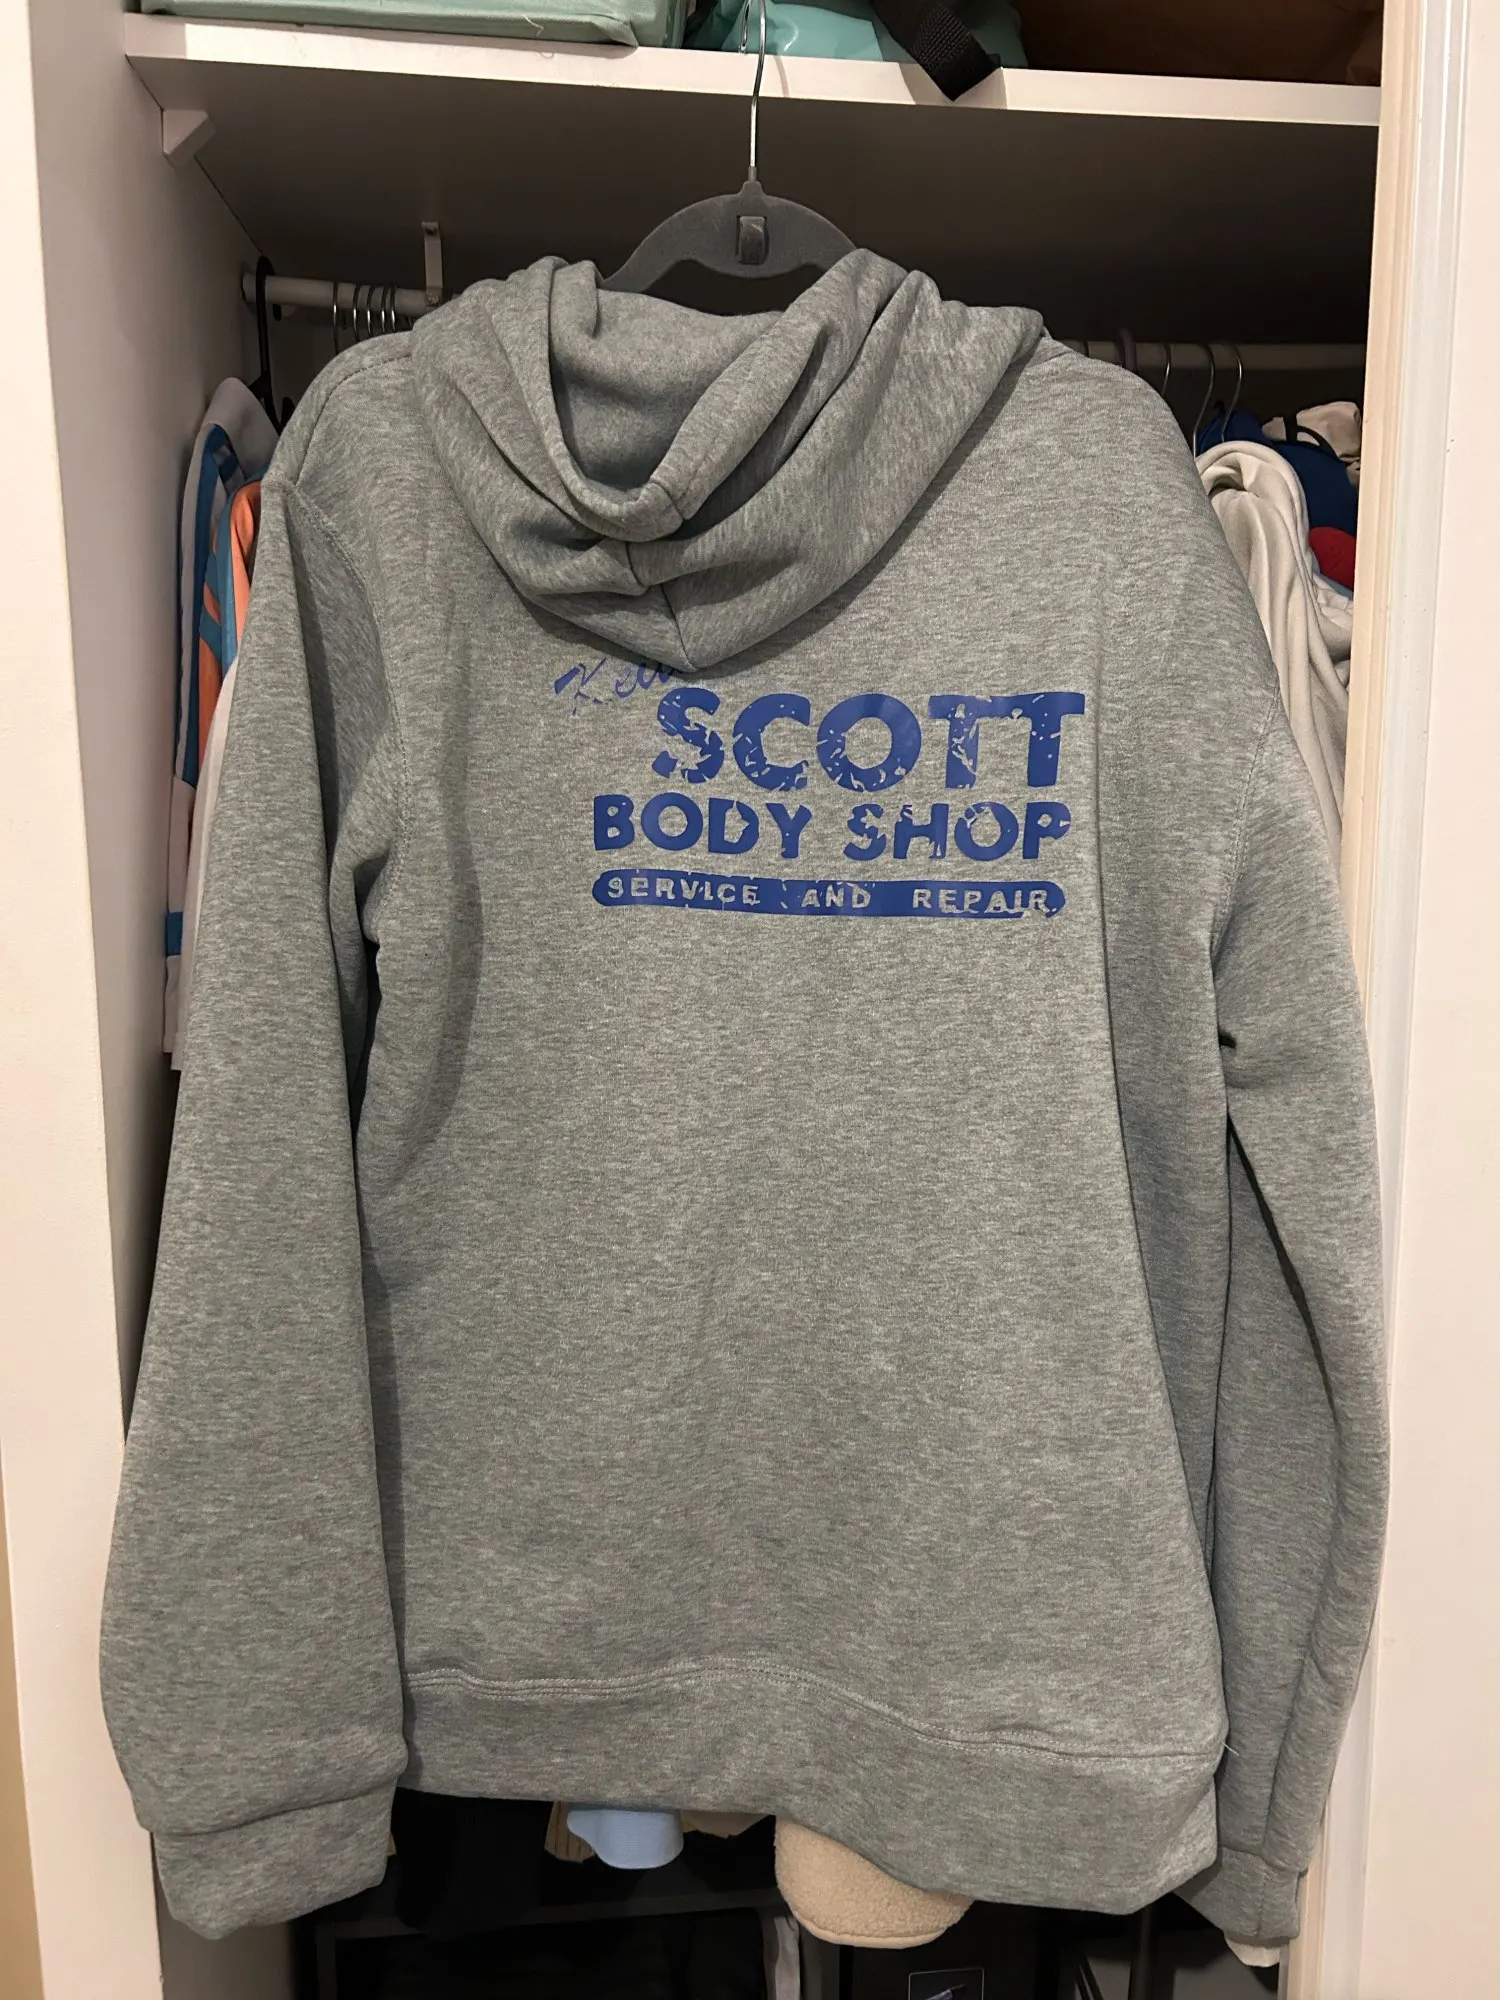 SCOTT
BODY SHOP
SERVICE AND REPAIR